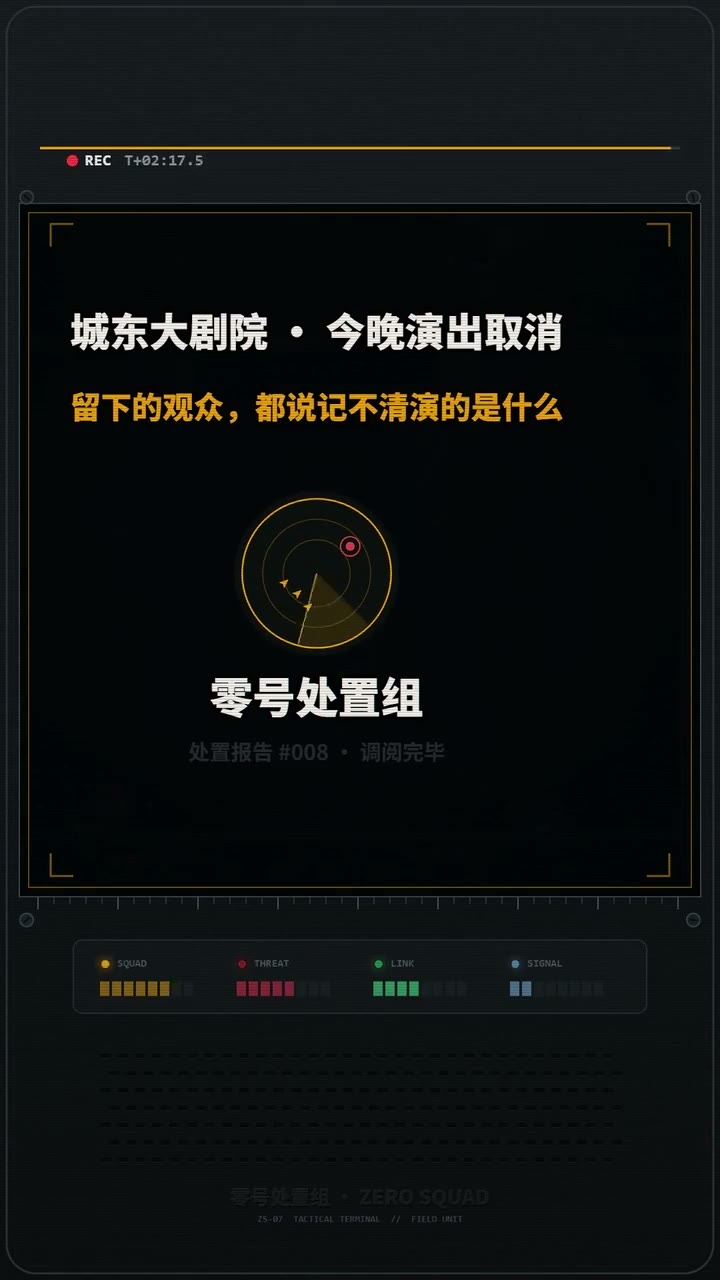 REC T+02:17.5
城东大剧院 · 今晚演出取消
留下的观众，都说记不清演的是什么
零号处置组
处置报告 #008 · 调阅完毕
SQUAD THREAT LINK SIGNAL
零号处置组 · ZERO SQUAD
ZS-07 TACTICAL TERMINAL // FIELD UNIT